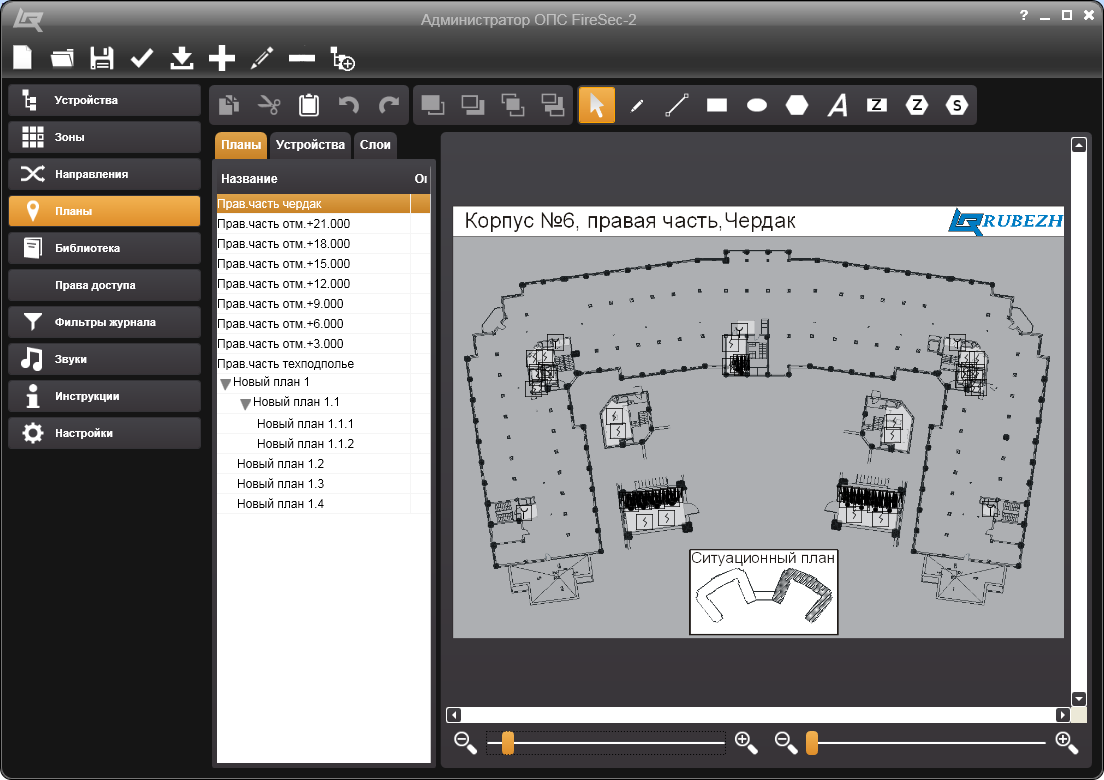 Администратор ОПС FireSec-2
?
Устройства
Зоны
Направления
Планы
Библиотека
Права доступа
Фильтры журнала
Звуки
Инструкции
Настройки
A Z Z S
Планы Устройства Слои
Название
Прав.часть чердак
Прав.часть отм.+21.000
Прав.часть отм.+18.000
Прав.часть отм.+15.000
Прав.часть отм.+12.000
Прав.часть отм.+9.000
Прав.часть отм.+6.000
Прав.часть отм.+3.000
Прав.часть техподполье
Новый план 1
Новый план 1.1
Новый план 1.1.1
Новый план 1.1.2
Новый план 1.2
Новый план 1.3
Новый план 1.4
Корпус №6, правая часть,Чердак
RUBEZH
Ситуационный план